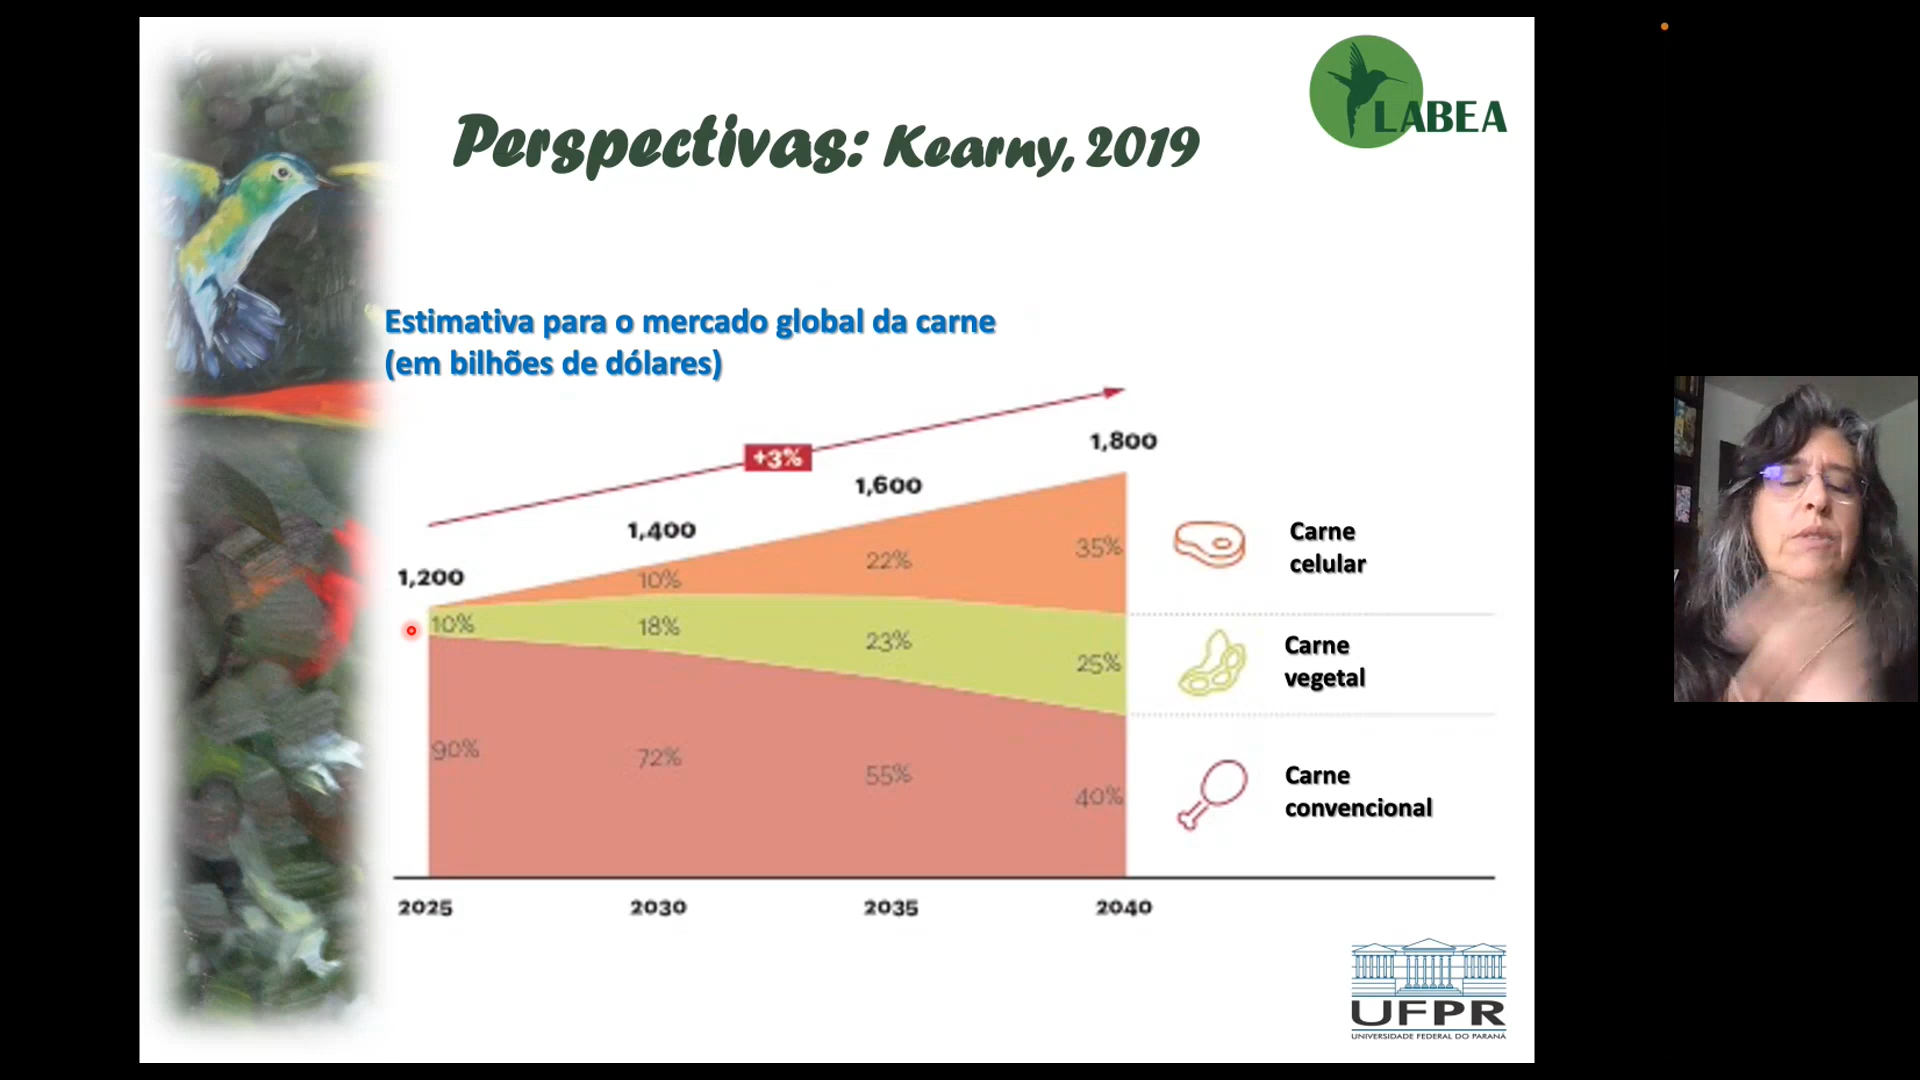 LABEA
Perspectivas: Kearny, 2019
Estimativa para o mercado global da carne
(em bilhões de dólares)
+3%
1,200
1,400
1,600
1,800
10%
22%
35%
Carne
celular
10%
18%
23%
25%
Carne
vegetal
90%
72%
55%
40%
Carne
convencional
2025
2030
2035
2040
UFPR
UNIVERSIDADE FEDERAL DO PARANÁ